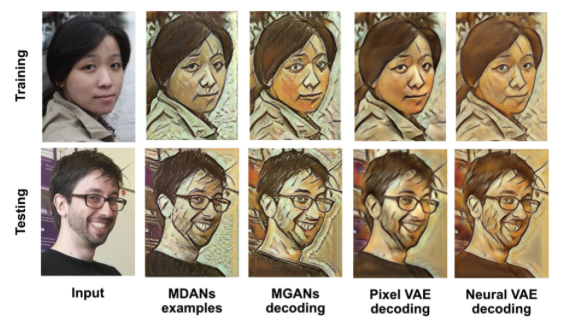 Training
Testing
Input
MDANs
examples
MGANs
decoding
Pixel VAE
decoding
Neural VAE
decoding